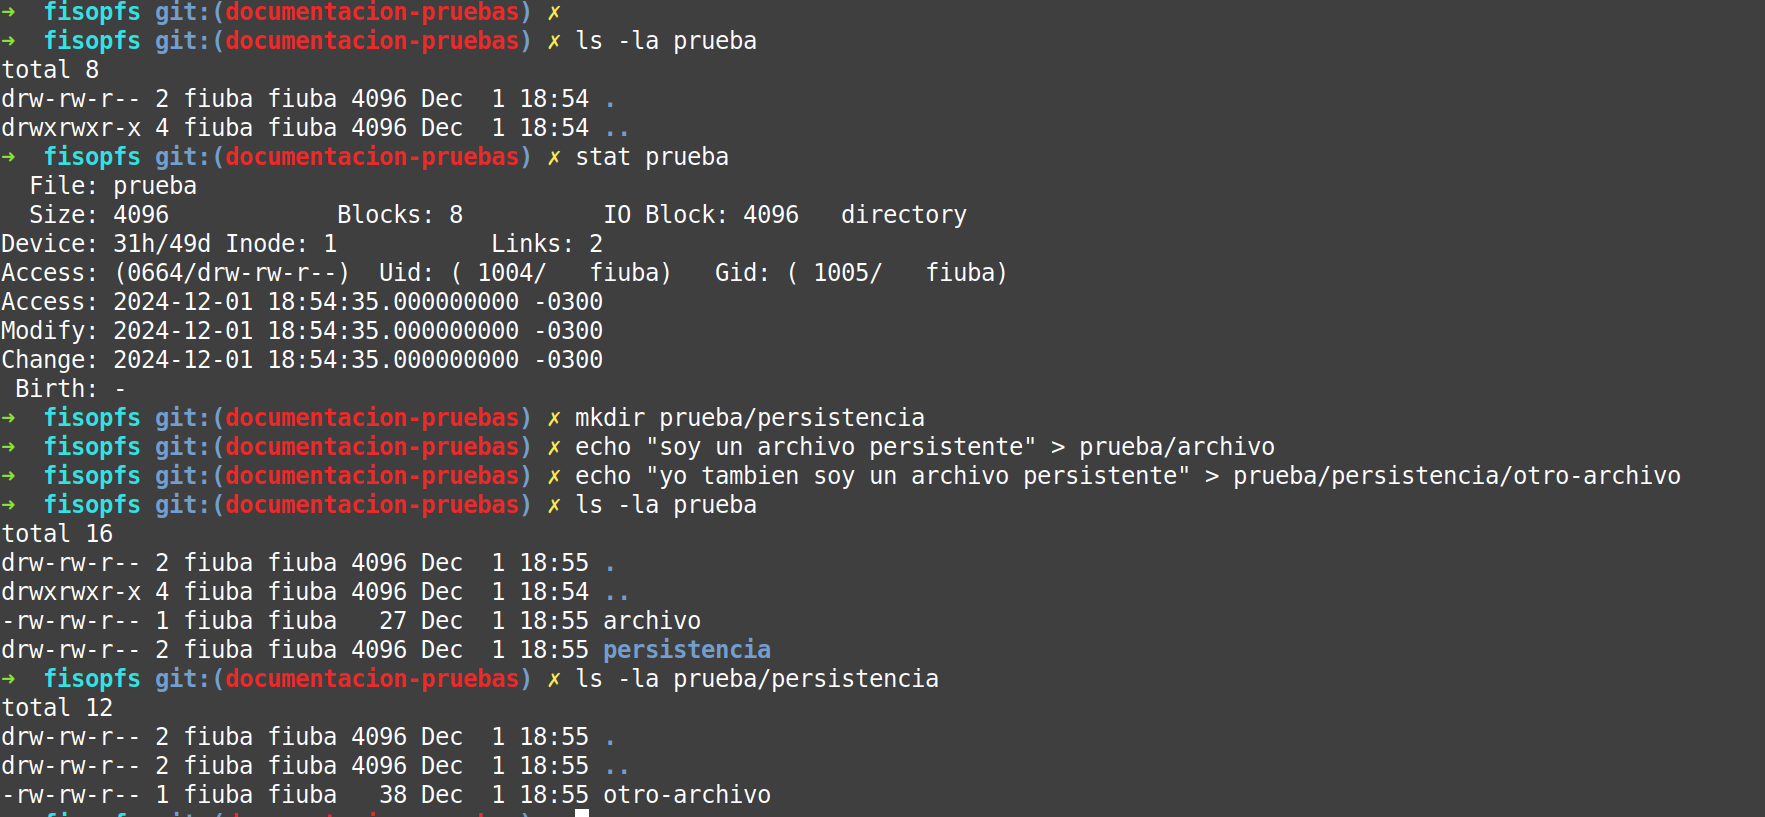 ➜  fisopfs git:(documentacion-pruebas) ✗
➜  fisopfs git:(documentacion-pruebas) ✗ ls -la prueba
total 8
drw-rw-r-- 2 fiuba fiuba 4096 Dec  1 18:54 .
drwxrwxr-x 4 fiuba fiuba 4096 Dec  1 18:54 ..
➜  fisopfs git:(documentacion-pruebas) ✗ stat prueba
  File: prueba
  Size: 4096            Blocks: 8          IO Block: 4096   directory
Device: 31h/49d Inode: 1           Links: 2
Access: (0664/drw-rw-r--)  Uid: ( 1004/   fiuba)   Gid: ( 1005/   fiuba)
Access: 2024-12-01 18:54:35.000000000 -0300
Modify: 2024-12-01 18:54:35.000000000 -0300
Change: 2024-12-01 18:54:35.000000000 -0300
 Birth: -
➜  fisopfs git:(documentacion-pruebas) ✗ mkdir prueba/persistencia
➜  fisopfs git:(documentacion-pruebas) ✗ echo "soy un archivo persistente" > prueba/archivo
➜  fisopfs git:(documentacion-pruebas) ✗ echo "yo tambien soy un archivo persistente" > prueba/persistencia/otro-archivo
➜  fisopfs git:(documentacion-pruebas) ✗ ls -la prueba
total 16
drw-rw-r-- 2 fiuba fiuba 4096 Dec  1 18:55 .
drwxrwxr-x 4 fiuba fiuba 4096 Dec  1 18:54 ..
-rw-rw-r-- 1 fiuba fiuba   27 Dec  1 18:55 archivo
drw-rw-r-- 2 fiuba fiuba 4096 Dec  1 18:55 persistencia
➜  fisopfs git:(documentacion-pruebas) ✗ ls -la prueba/persistencia
total 12
drw-rw-r-- 2 fiuba fiuba 4096 Dec  1 18:55 .
drw-rw-r-- 2 fiuba fiuba 4096 Dec  1 18:55 ..
-rw-rw-r-- 1 fiuba fiuba   38 Dec  1 18:55 otro-archivo